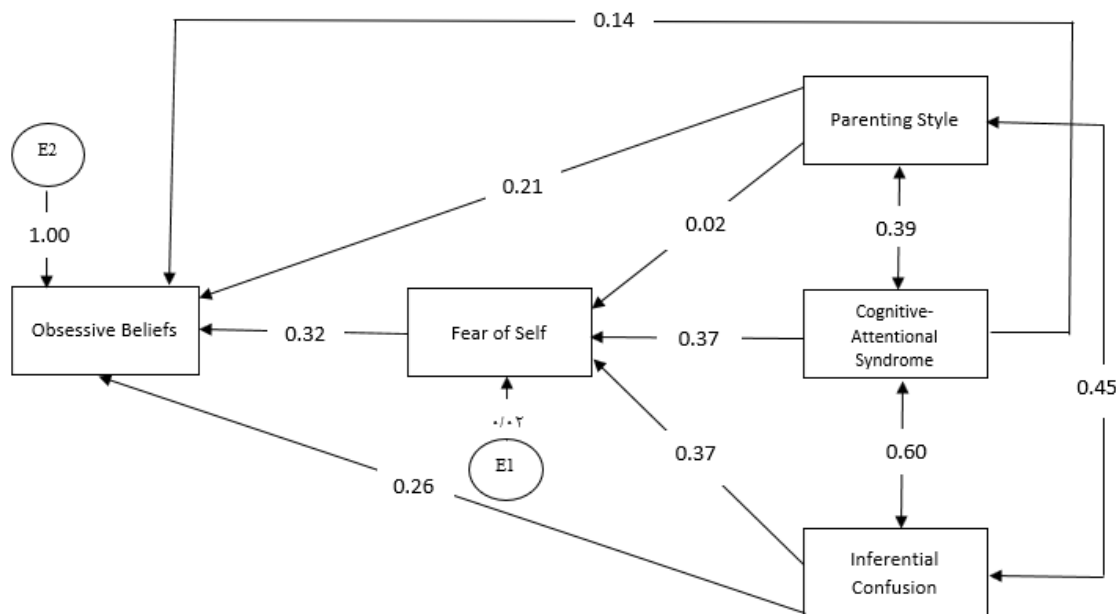 0.14
Parenting Style
E2
0.21
0.02
1.00
0.39
Obsessive Beliefs
0.32
Fear of Self
0.37
Cognitive-
Attentional
Syndrome
0.45
۰/۰۲
0.37
0.60
E1
0.26
Inferential
Confusion